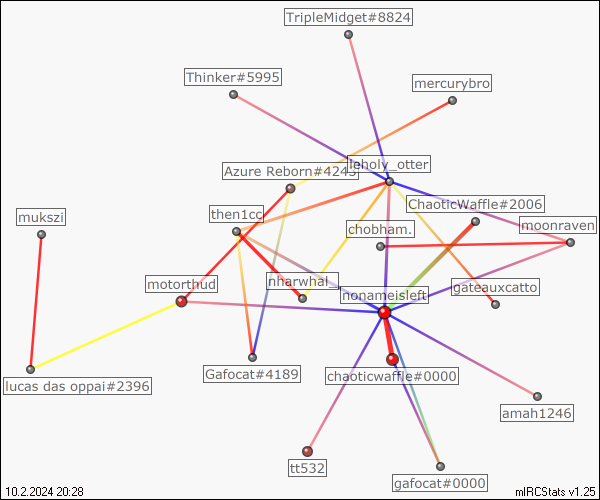 TripleMidget#8824
Thinker#5995
mercurybro
leholy_otter
Azure Reborn#4243
ChaoticWaffle#2006
mukszi
then1cc
chobham.
moonraven
motorthud
nharwhal_
nonameisleft
gateauxcatto
Gafocat#4189
chaoticwaffle#0000
lucas das oppai#2396
amah1246
tt532
gafocat#0000
10.2.2024 20:28
mIRCStats v1.25